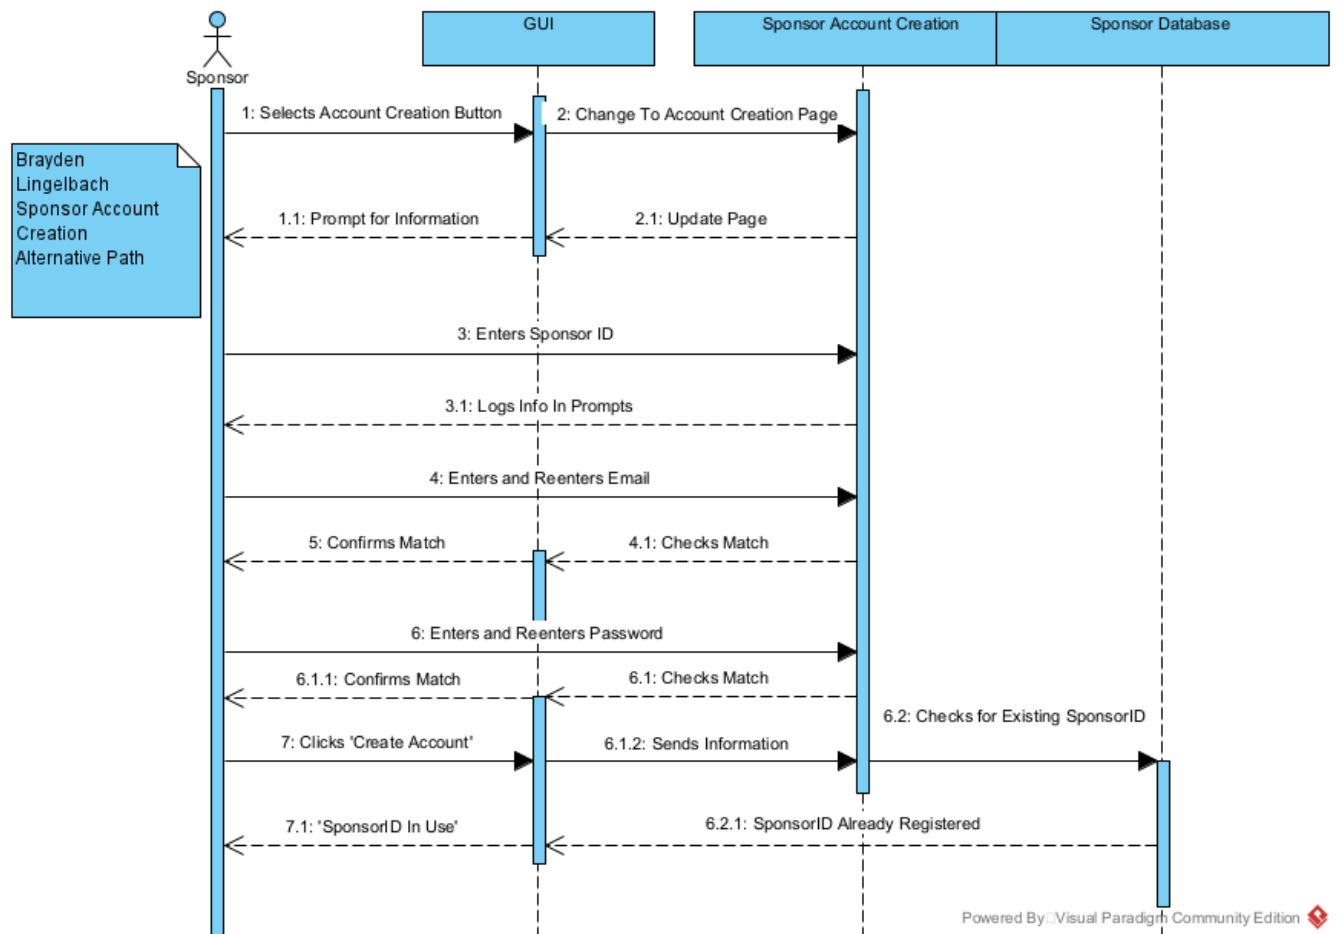 GUI
Sponsor Account Creation
Sponsor Database
Sponsor
1: Selects Account Creation Button
2: Change To Account Creation Page
Brayden
Lingelbach
Sponsor Account
Creation
Alternative Path
1.1: Prompt for Information
2.1: Update Page
3: Enters Sponsor ID
3.1: Logs Info In Prompts
4: Enters and Reenters Email
5: Confirms Match
4.1: Checks Match
6: Enters and Reenters Password
6.1.1: Confirms Match
6.1: Checks Match
6.2: Checks for Existing SponsorID
7: Clicks 'Create Account'
6.1.2: Sends Information
7.1: 'SponsorID In Use'
6.2.1: SponsorID Already Registered
Powered By Visual Paradigm Community Edition